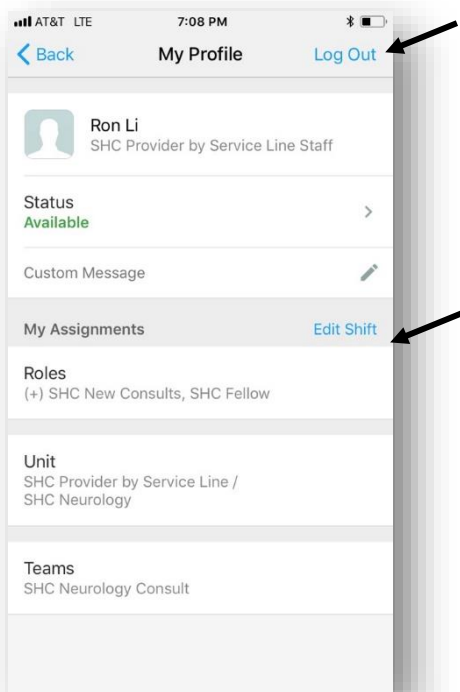 AT&T LTE 7:08 PM
Back My Profile Log Out
Ron Li
SHC Provider by Service Line Staff
Status
Available
Custom Message
My Assignments Edit Shift
Roles
(+) SHC New Consults, SHC Fellow
Unit
SHC Provider by Service Line /
SHC Neurology
Teams
SHC Neurology Consult